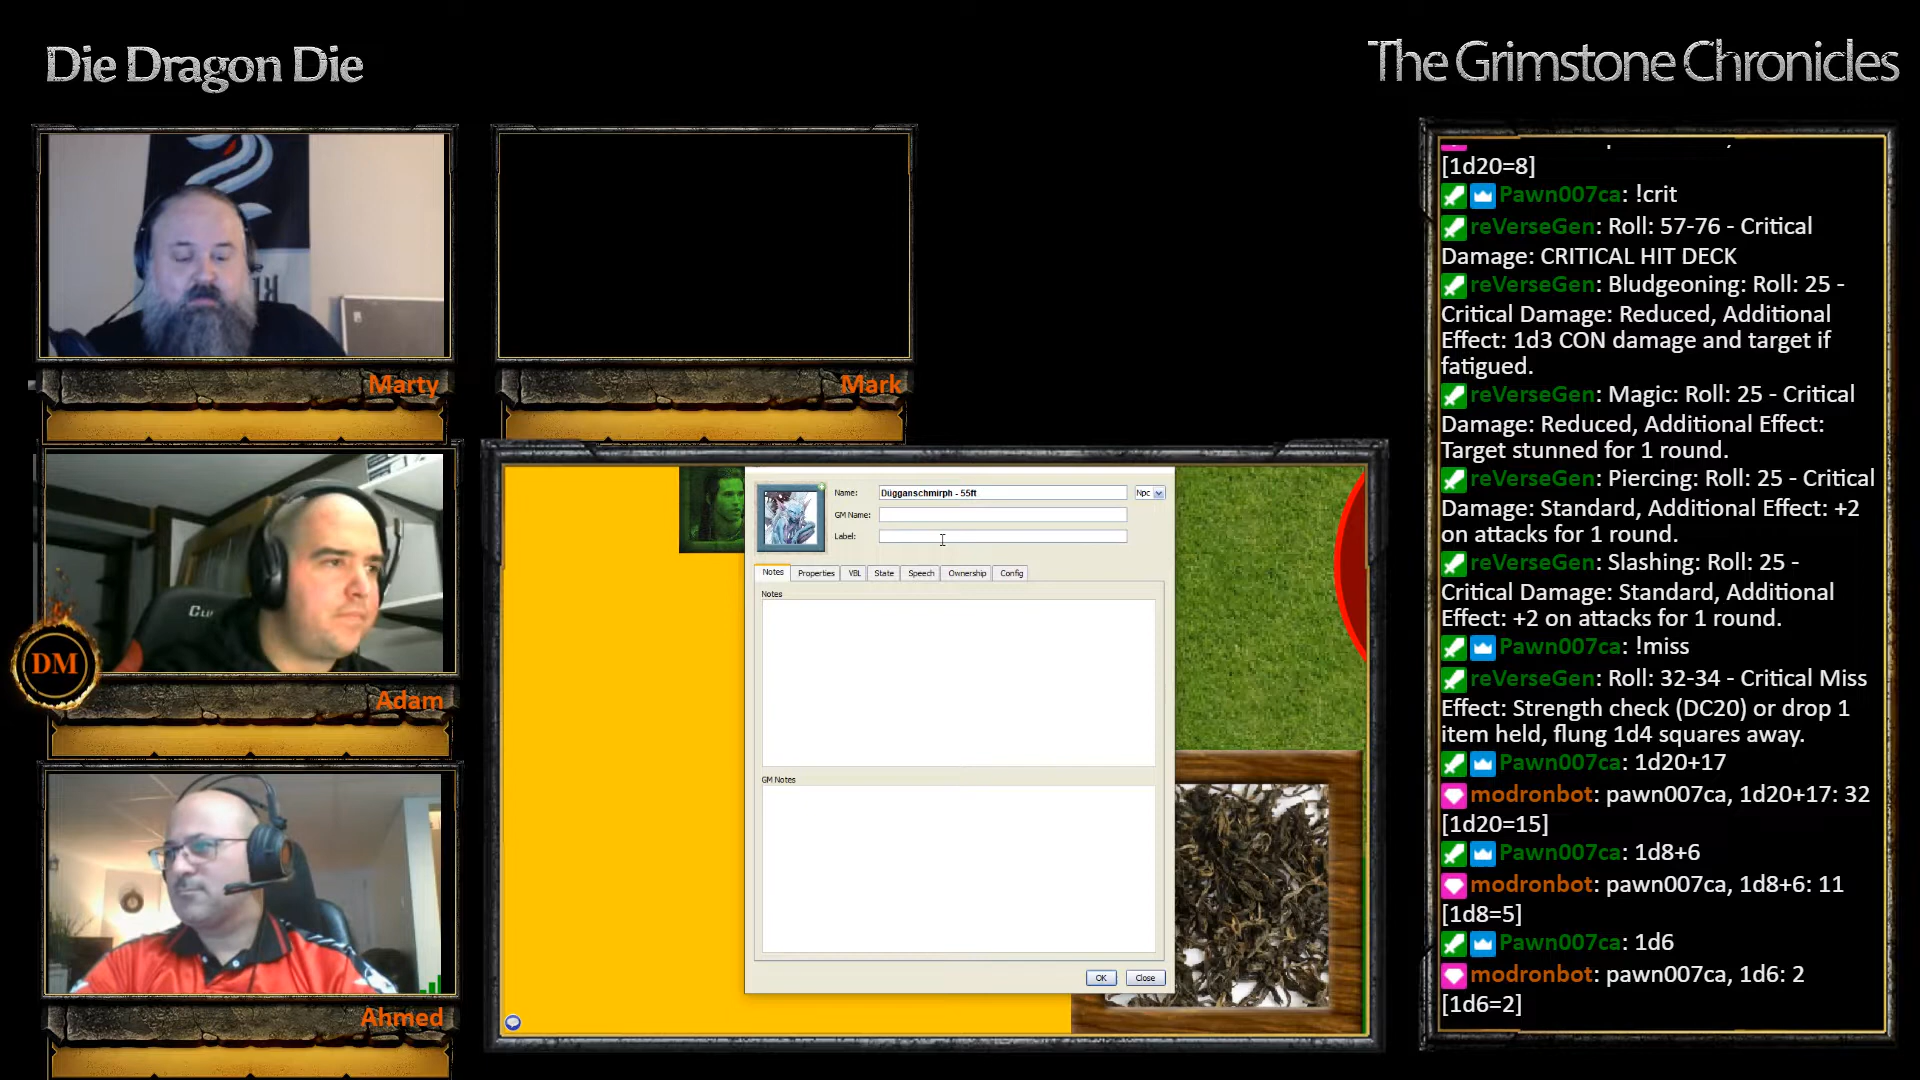 Die Dragon Die
The Grimstone Chronicles
Marty
Mark
DM
Adam
Ahmed
Name:
Dügganschmirph - 55ft
Npc
GM Name:
Label:
Notes
Properties
VBL
State
Speech
Ownership
Config
Notes
GM Notes
OK
Close
[1d20=8]
Pawn007ca: !crit
reVerseGen: Roll: 57-76 - Critical
Damage: CRITICAL HIT DECK
reVerseGen: Bludgeoning: Roll: 25 -
Critical Damage: Reduced, Additional
Effect: 1d3 CON damage and target if
fatigued.
reVerseGen: Magic: Roll: 25 - Critical
Damage: Reduced, Additional Effect:
Target stunned for 1 round.
reVerseGen: Piercing: Roll: 25 - Critical
Damage: Standard, Additional Effect: +2
on attacks for 1 round.
reVerseGen: Slashing: Roll: 25 -
Critical Damage: Standard, Additional
Effect: +2 on attacks for 1 round.
Pawn007ca: !miss
reVerseGen: Roll: 32-34 - Critical Miss
Effect: Strength check (DC20) or drop 1
item held, flung 1d4 squares away.
Pawn007ca: 1d20+17
modronbot: pawn007ca, 1d20+17: 32
[1d20=15]
Pawn007ca: 1d8+6
modronbot: pawn007ca, 1d8+6: 11
[1d8=5]
Pawn007ca: 1d6
modronbot: pawn007ca, 1d6: 2
[1d6=2]